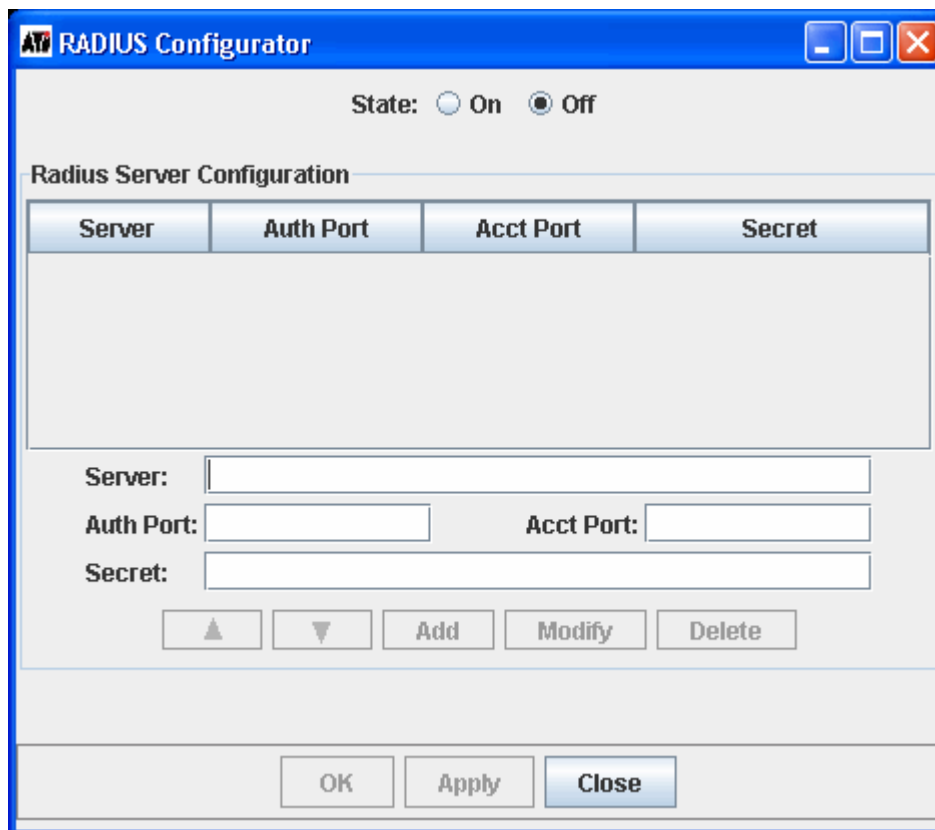 ATi RADIUS Configurator
State: On Off
Radius Server Configuration
Server Auth Port Acct Port Secret
Server:
Auth Port: Acct Port:
Secret:
Add Modify Delete
OK Apply Close